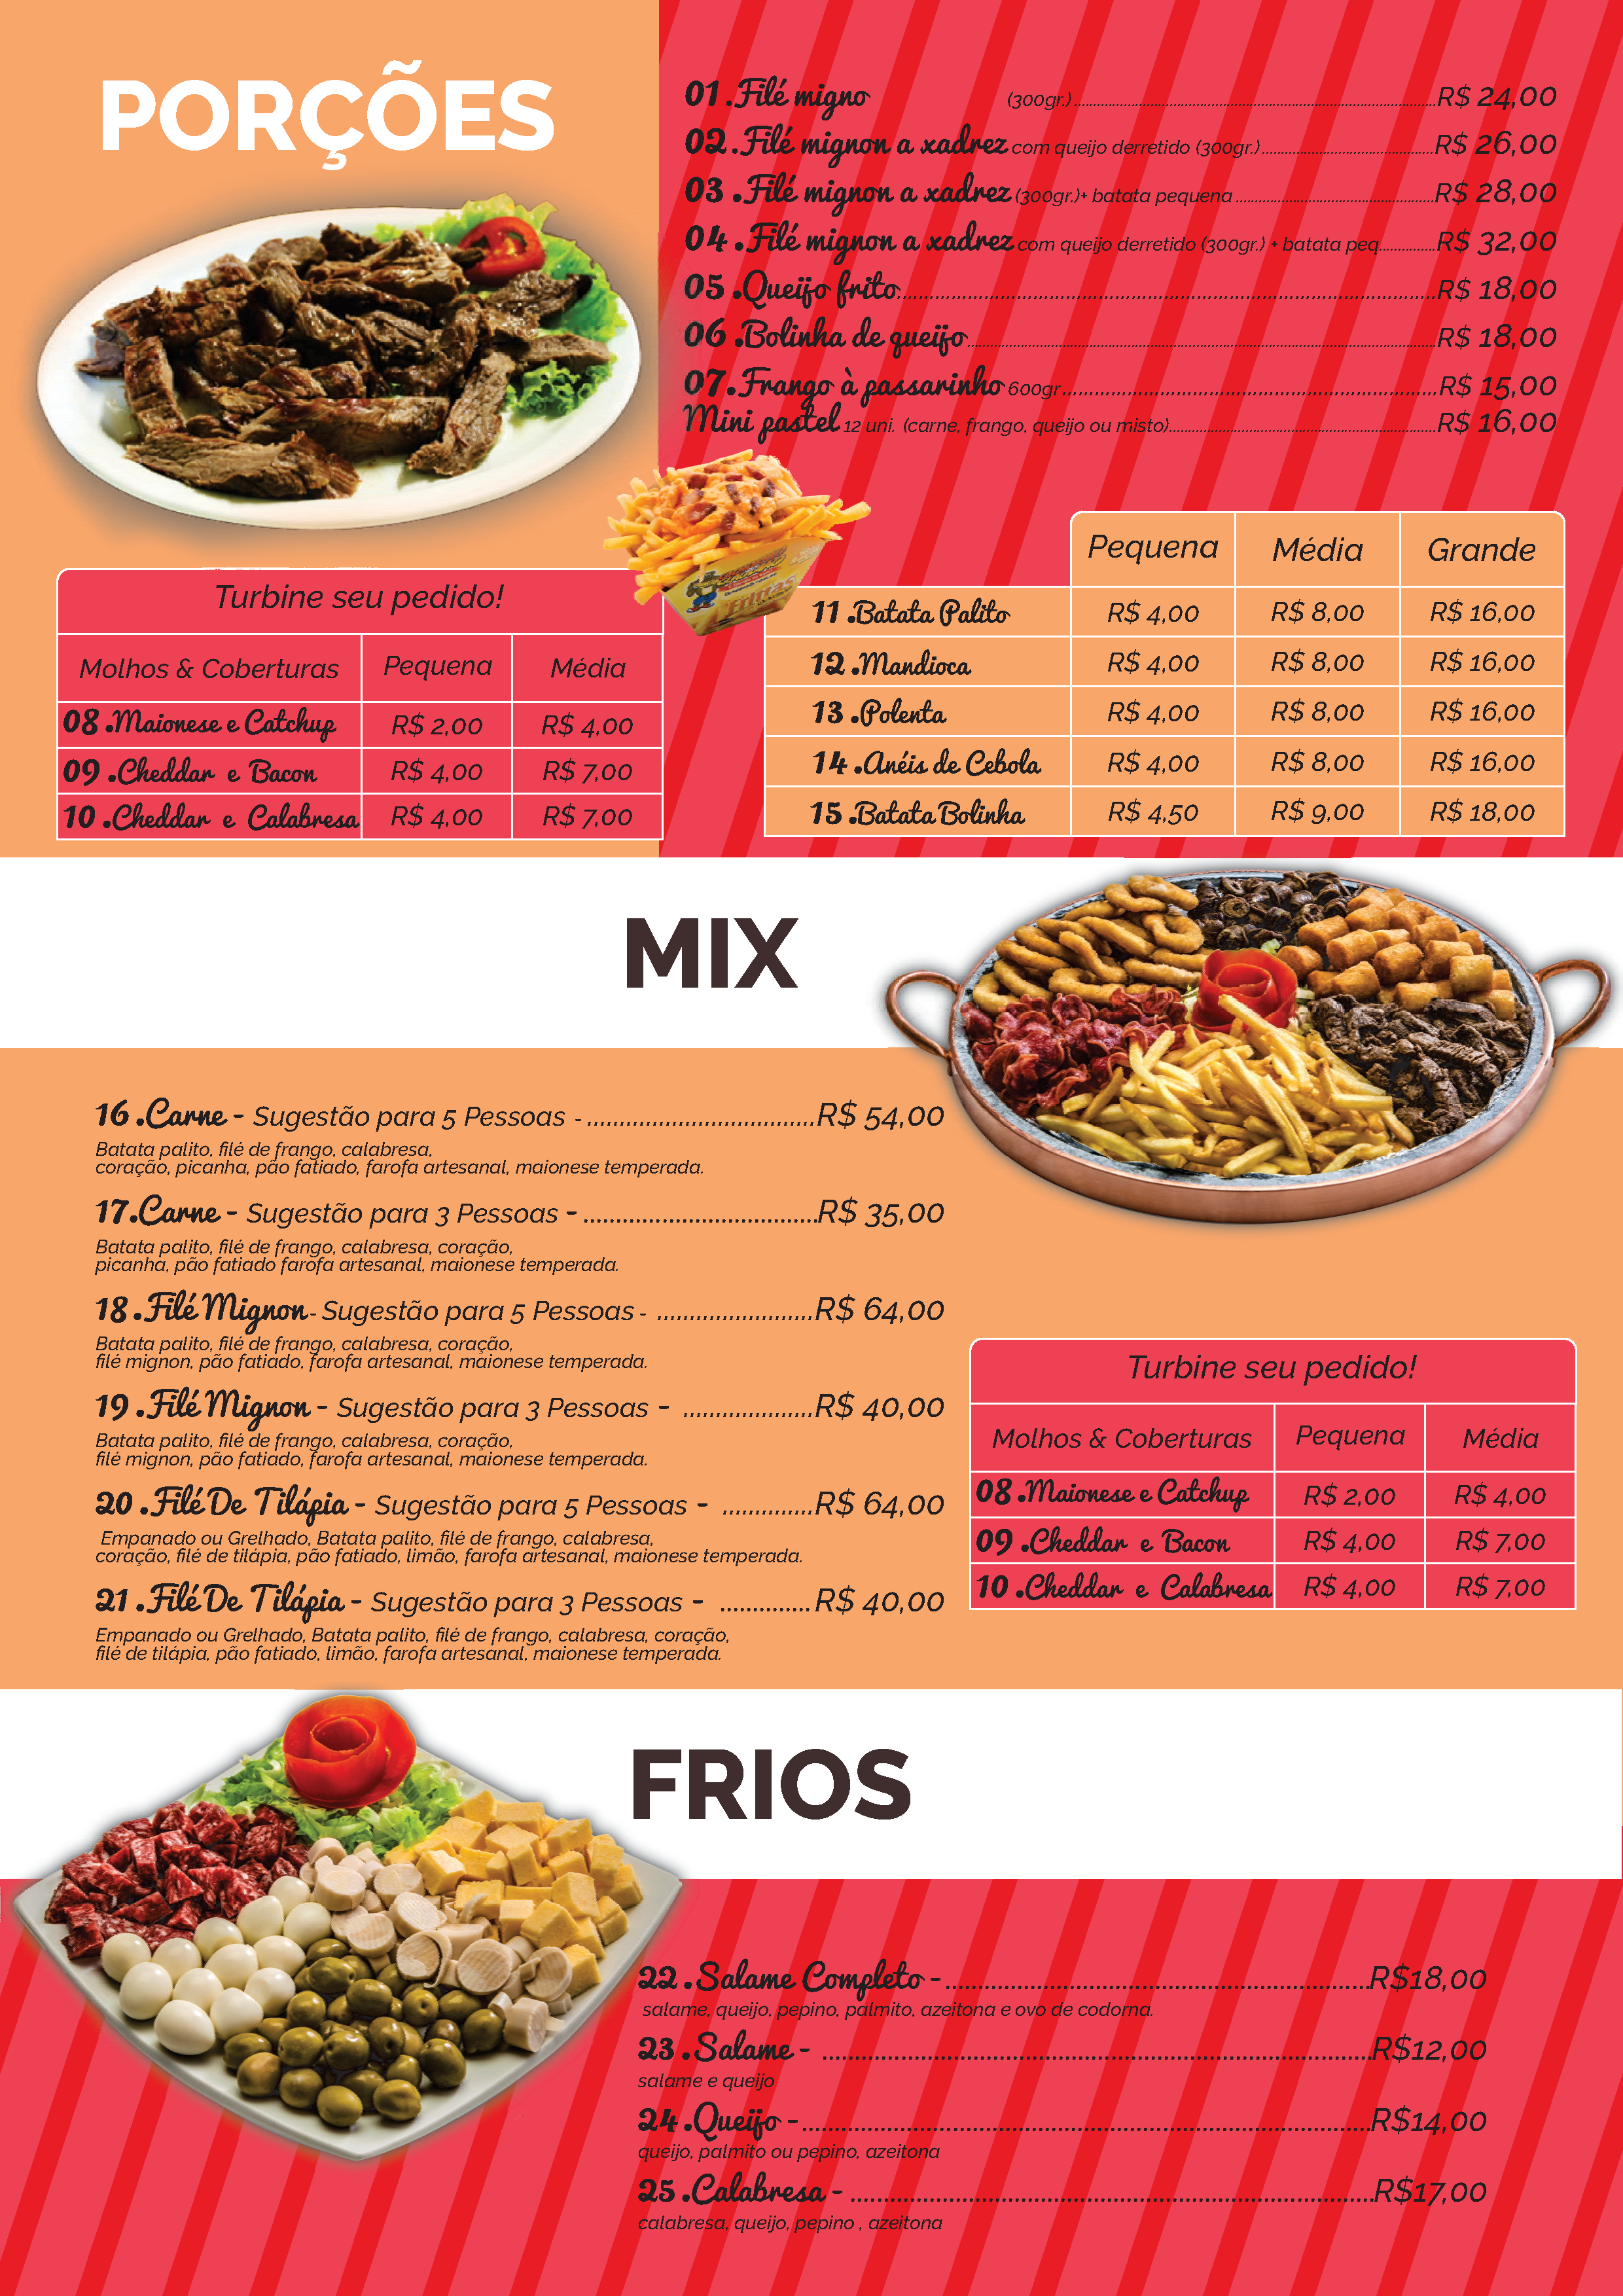 PORÇÕES
01 .Filé migno (300gr.)..........R$ 24,00
02 .Filé mignon a xadrez com queijo derretido (300gr.)..........R$ 26,00
03 .Filé mignon a xadrez (300gr.)+ batata pequena..........R$ 28,00
04 .Filé mignon a xadrez com queijo derretido (300gr.) + batata peq..........R$ 32,00
05 .Queijo frito..........R$ 18,00
06 .Bolinha de queijo..........R$ 18,00
07.Frango à passarinho 600gr..........R$ 15,00
Mini pastel 12 uni. (carne, frango, queijo ou misto)..........R$ 16,00
Turbine seu pedido!
Molhos & Coberturas Pequena Média
08 .Maionese e Catchup R$ 2,00 R$ 4,00
09 .Cheddar e Bacon R$ 4,00 R$ 7,00
10 .Cheddar e Calabresa R$ 4,00 R$ 7,00
Fritas
Pequena Média Grande
11 .Batata Palito R$ 4,00 R$ 8,00 R$ 16,00
12 .Mandioca R$ 4,00 R$ 8,00 R$ 16,00
13 .Polenta R$ 4,00 R$ 8,00 R$ 16,00
14 .Anéis de Cebola R$ 4,00 R$ 8,00 R$ 16,00
15 .Batata Bolinha R$ 4,50 R$ 9,00 R$ 18,00
MIX
16 .Carne - Sugestão para 5 Pessoas - ..........R$ 54,00
Batata palito, filé de frango, calabresa,
coração, picanha, pão fatiado, farofa artesanal, maionese temperada.
17.Carne - Sugestão para 3 Pessoas - ..........R$ 35,00
Batata palito, filé de frango, calabresa, coração,
picanha, pão fatiado farofa artesanal, maionese temperada.
18 .Filé Mignon - Sugestão para 5 Pessoas - ..........R$ 64,00
Batata palito, filé de frango, calabresa, coração,
filé mignon, pão fatiado, farofa artesanal, maionese temperada.
19 .Filé Mignon - Sugestão para 3 Pessoas - ..........R$ 40,00
Batata palito, filé de frango, calabresa, coração,
filé mignon, pão fatiado, farofa artesanal, maionese temperada.
20 .Filé De Tilápia - Sugestão para 5 Pessoas - ..........R$ 64,00
Empanado ou Grelhado, Batata palito, filé de frango, calabresa,
coração, filé de tilápia, pão fatiado, limão, farofa artesanal, maionese temperada.
21 .Filé De Tilápia - Sugestão para 3 Pessoas - ..........R$ 40,00
Empanado ou Grelhado, Batata palito, filé de frango, calabresa, coração,
filé de tilápia, pão fatiado, limão, farofa artesanal, maionese temperada.
Turbine seu pedido!
Molhos & Coberturas Pequena Média
08 .Maionese e Catchup R$ 2,00 R$ 4,00
09 .Cheddar e Bacon R$ 4,00 R$ 7,00
10 .Cheddar e Calabresa R$ 4,00 R$ 7,00
FRIOS
22 .Salame Completo -..........R$18,00
salame, queijo, pepino, palmito, azeitona e ovo de codorna.
23 .Salame - ..........R$12,00
salame e queijo
24 .Queijo -..........R$14,00
queijo, palmito ou pepino, azeitona
25 .Calabresa - ..........R$17,00
calabresa, queijo, pepino , azeitona